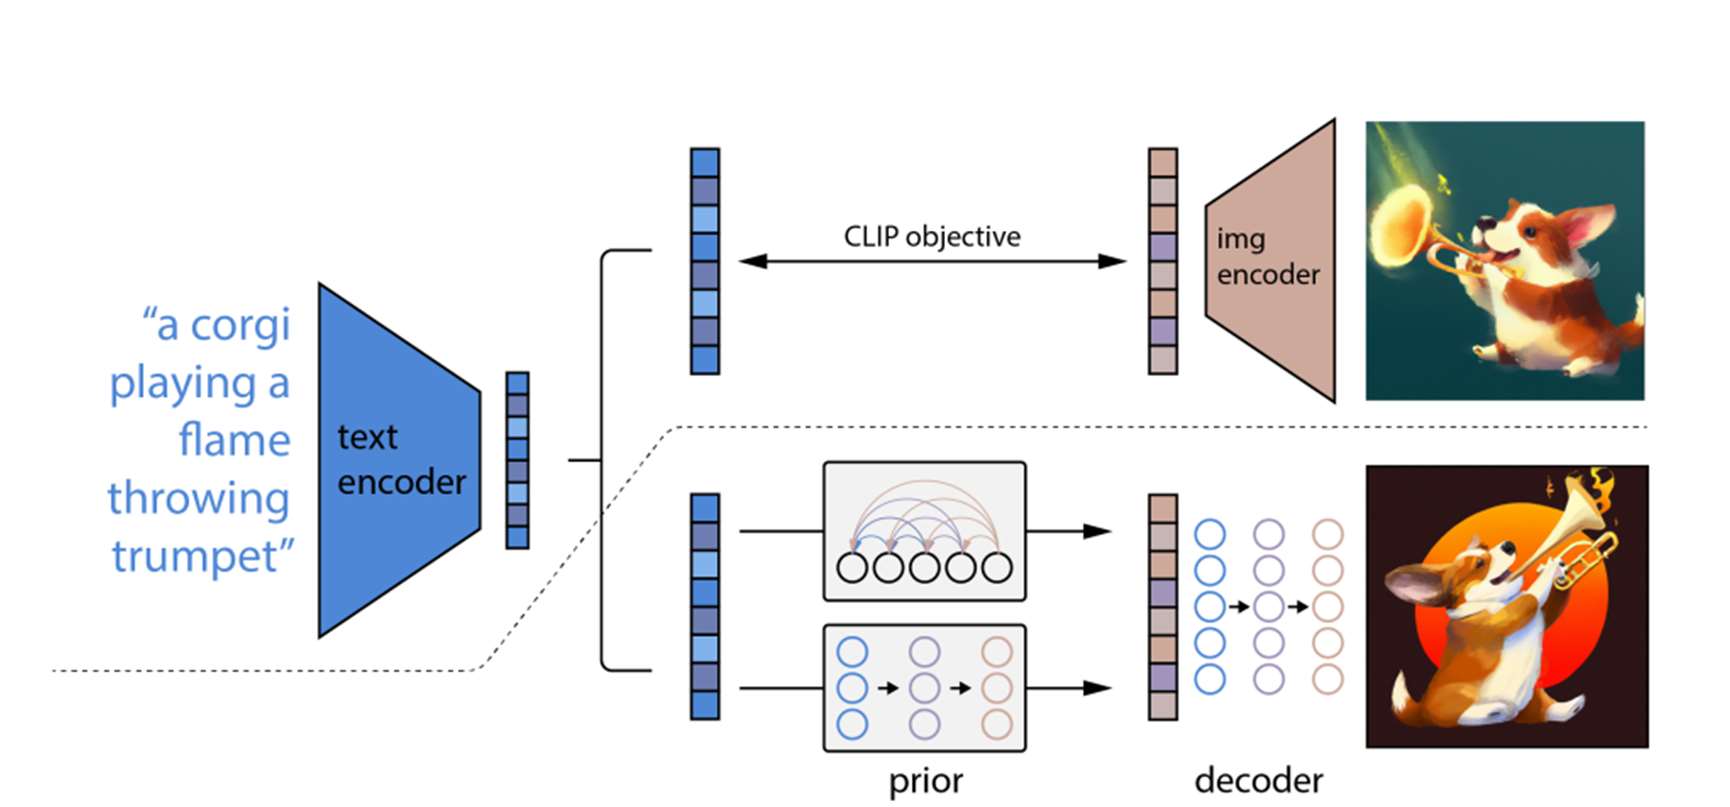 “a corgi
playing a
flame
throwing
trumpet”
text
encoder
CLIP objective
img
encoder
prior
decoder